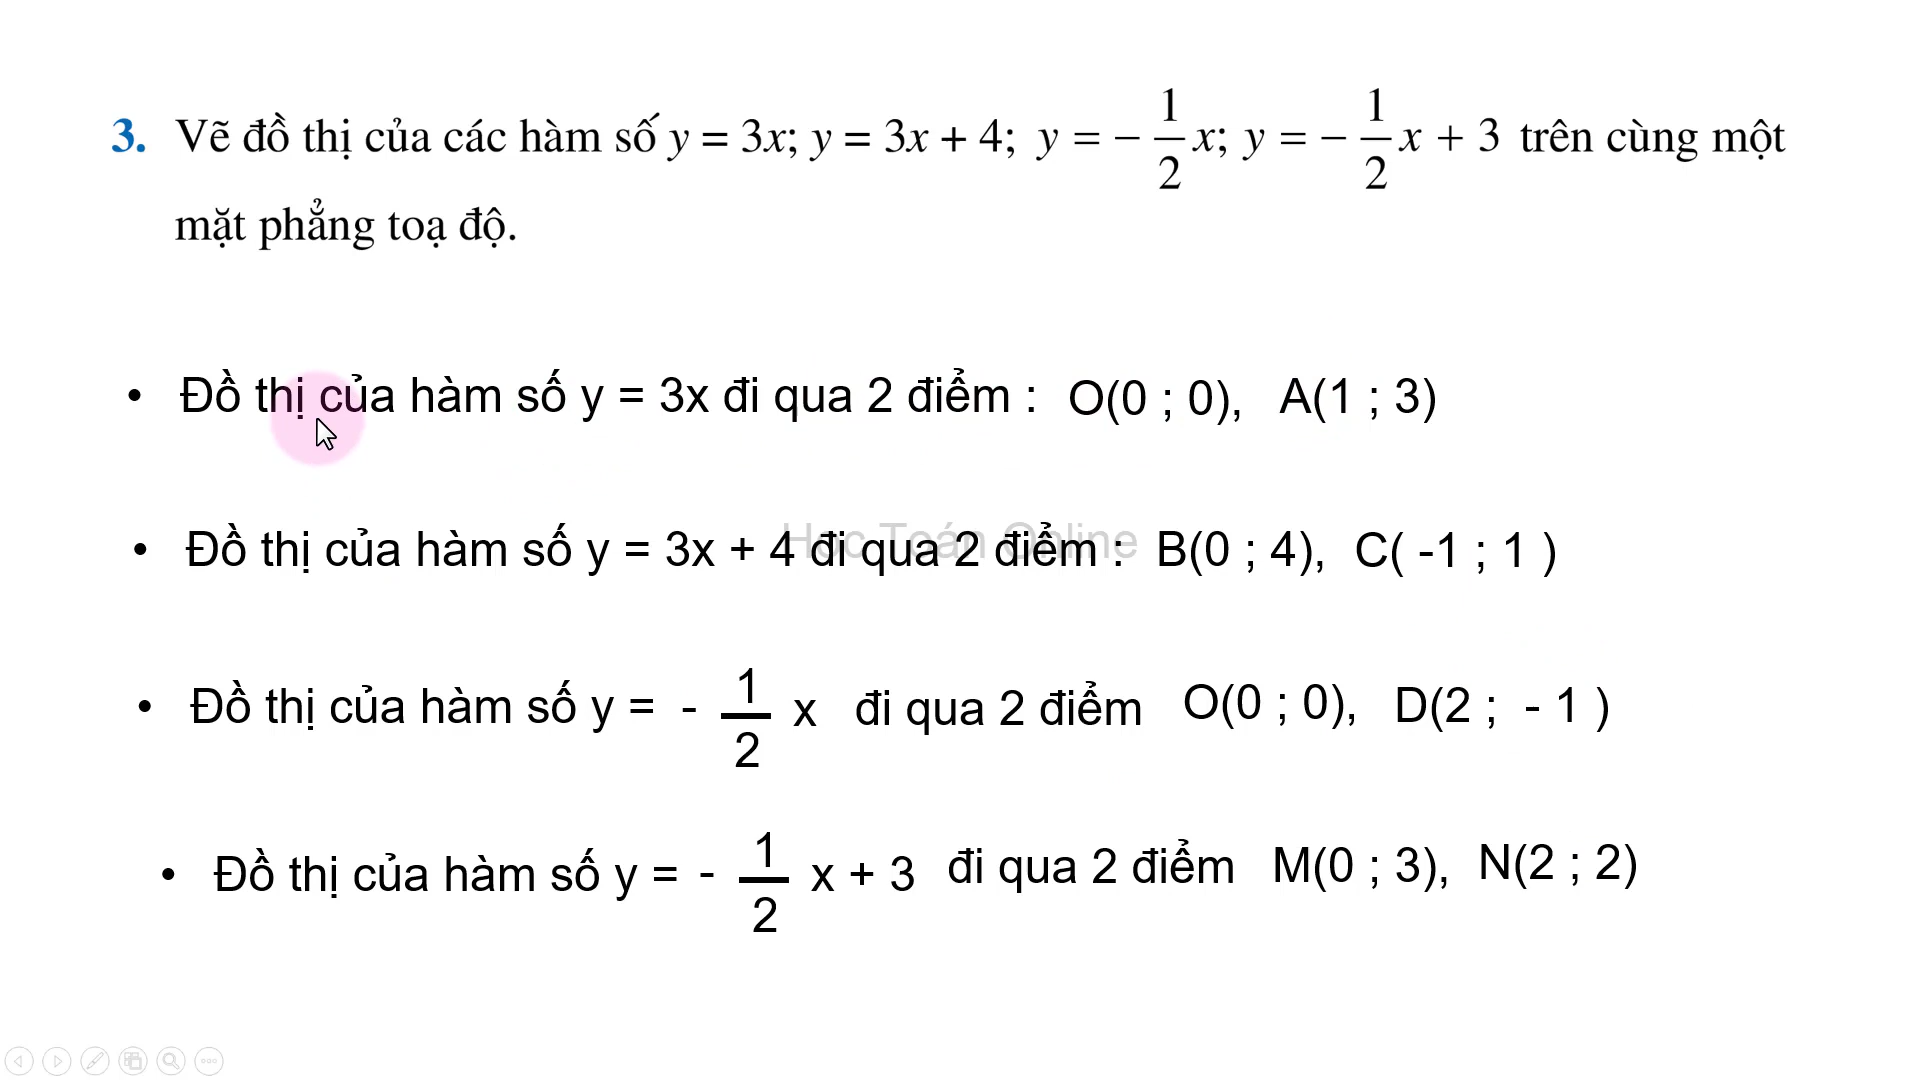 3. Vẽ đồ thị của các hàm số y = 3x; y = 3x + 4; y = − 1/2 x; y = − 1/2 x + 3 trên cùng một
mặt phẳng toạ độ.
• Đồ thị của hàm số y = 3x đi qua 2 điểm : O(0 ; 0), A(1 ; 3)
Học Toán Online
• Đồ thị của hàm số y = 3x + 4 đi qua 2 điểm : B(0 ; 4), C( -1 ; 1 )
• Đồ thị của hàm số y = - 1/2 x đi qua 2 điểm O(0 ; 0), D(2 ; - 1 )
• Đồ thị của hàm số y = - 1/2 x + 3 đi qua 2 điểm M(0 ; 3), N(2 ; 2)